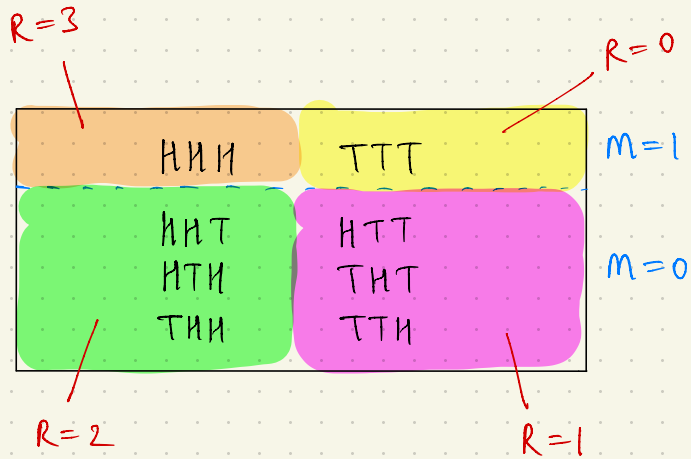 R=3
R=0
HHH TTT
m=1
HHT HTT
HTH THT
m=0
THH TTH
R=2
R=1